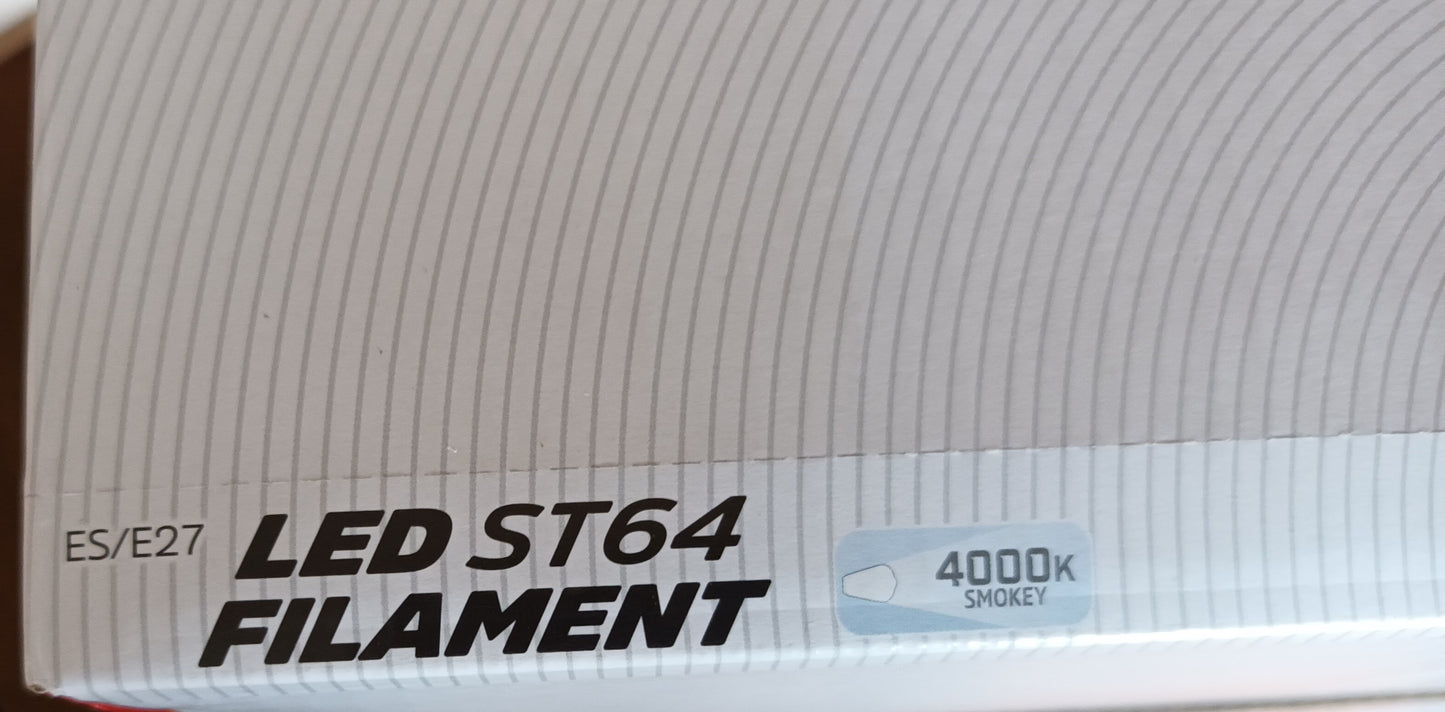 ES/E27
LED ST64
FILAMENT
4000K
SMOKEY